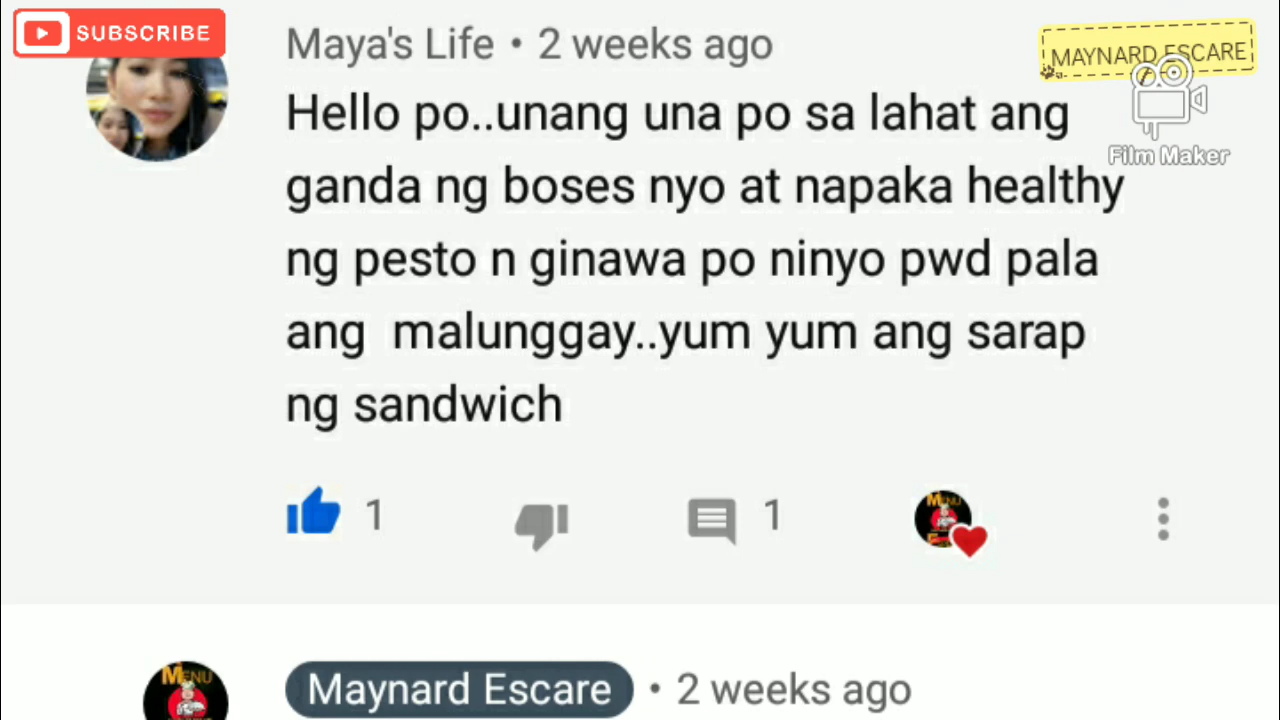 SUBSCRIBE
Maya's Life • 2 weeks ago
MAYNARD ESCARE
Film Maker
Hello po..unang una po sa lahat ang
ganda ng boses nyo at napaka healthy
ng pesto n ginawa po ninyo pwd pala
ang malunggay..yum yum ang sarap
ng sandwich
1
1
MENU
MENU
Maynard Escare • 2 weeks ago